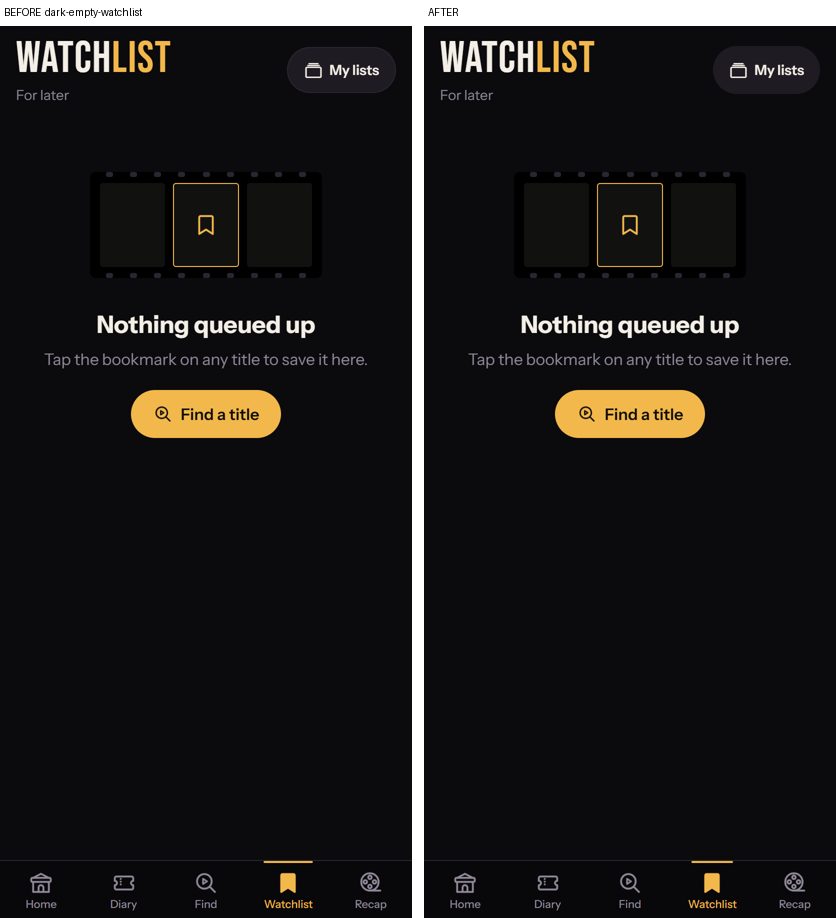 BEFORE dark-empty-watchlist
WATCHLIST
My lists
For later
Nothing queued up
Tap the bookmark on any title to save it here.
Find a title
Home Diary Find Watchlist Recap
AFTER
WATCHLIST
My lists
For later
Nothing queued up
Tap the bookmark on any title to save it here.
Find a title
Home Diary Find Watchlist Recap